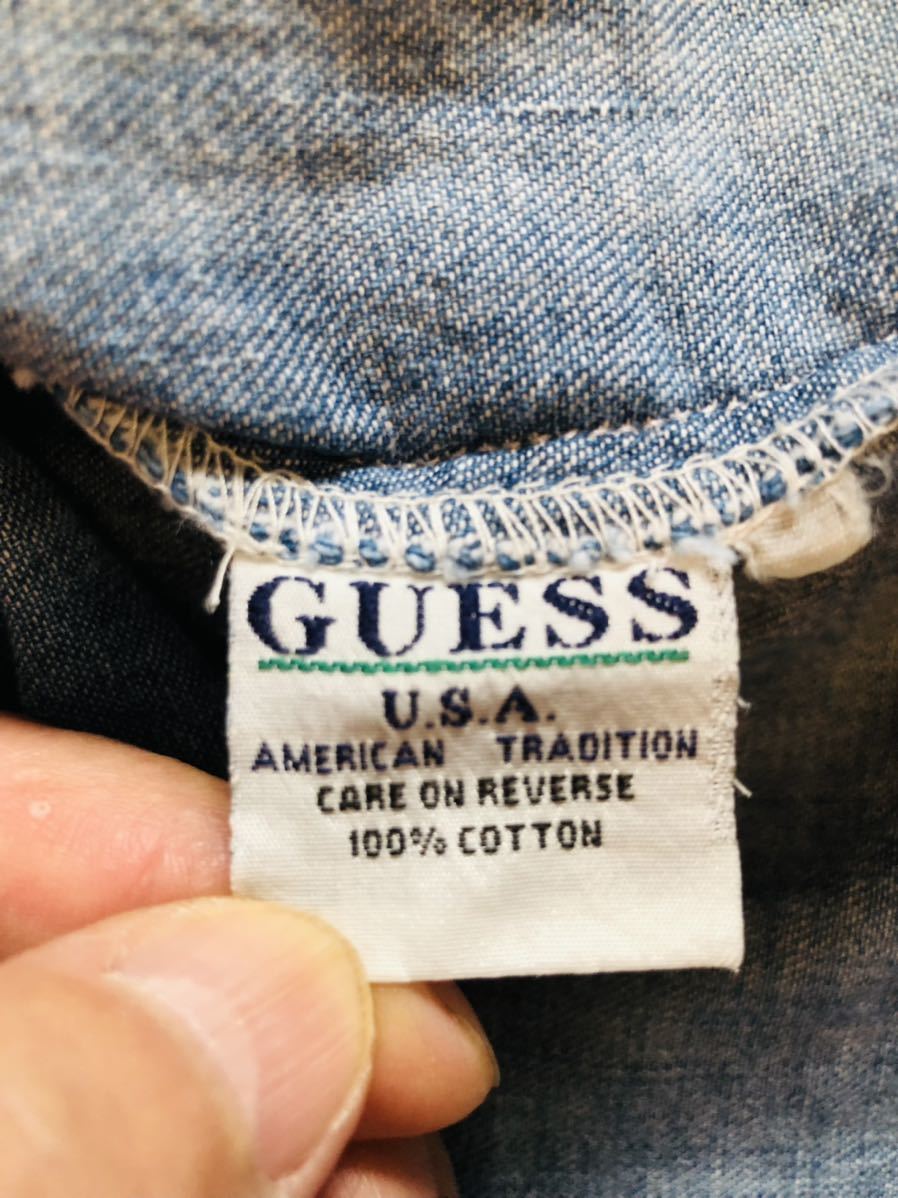 GUESS
U.S.A.
AMERICAN TRADITION
CARE ON REVERSE
100% COTTON